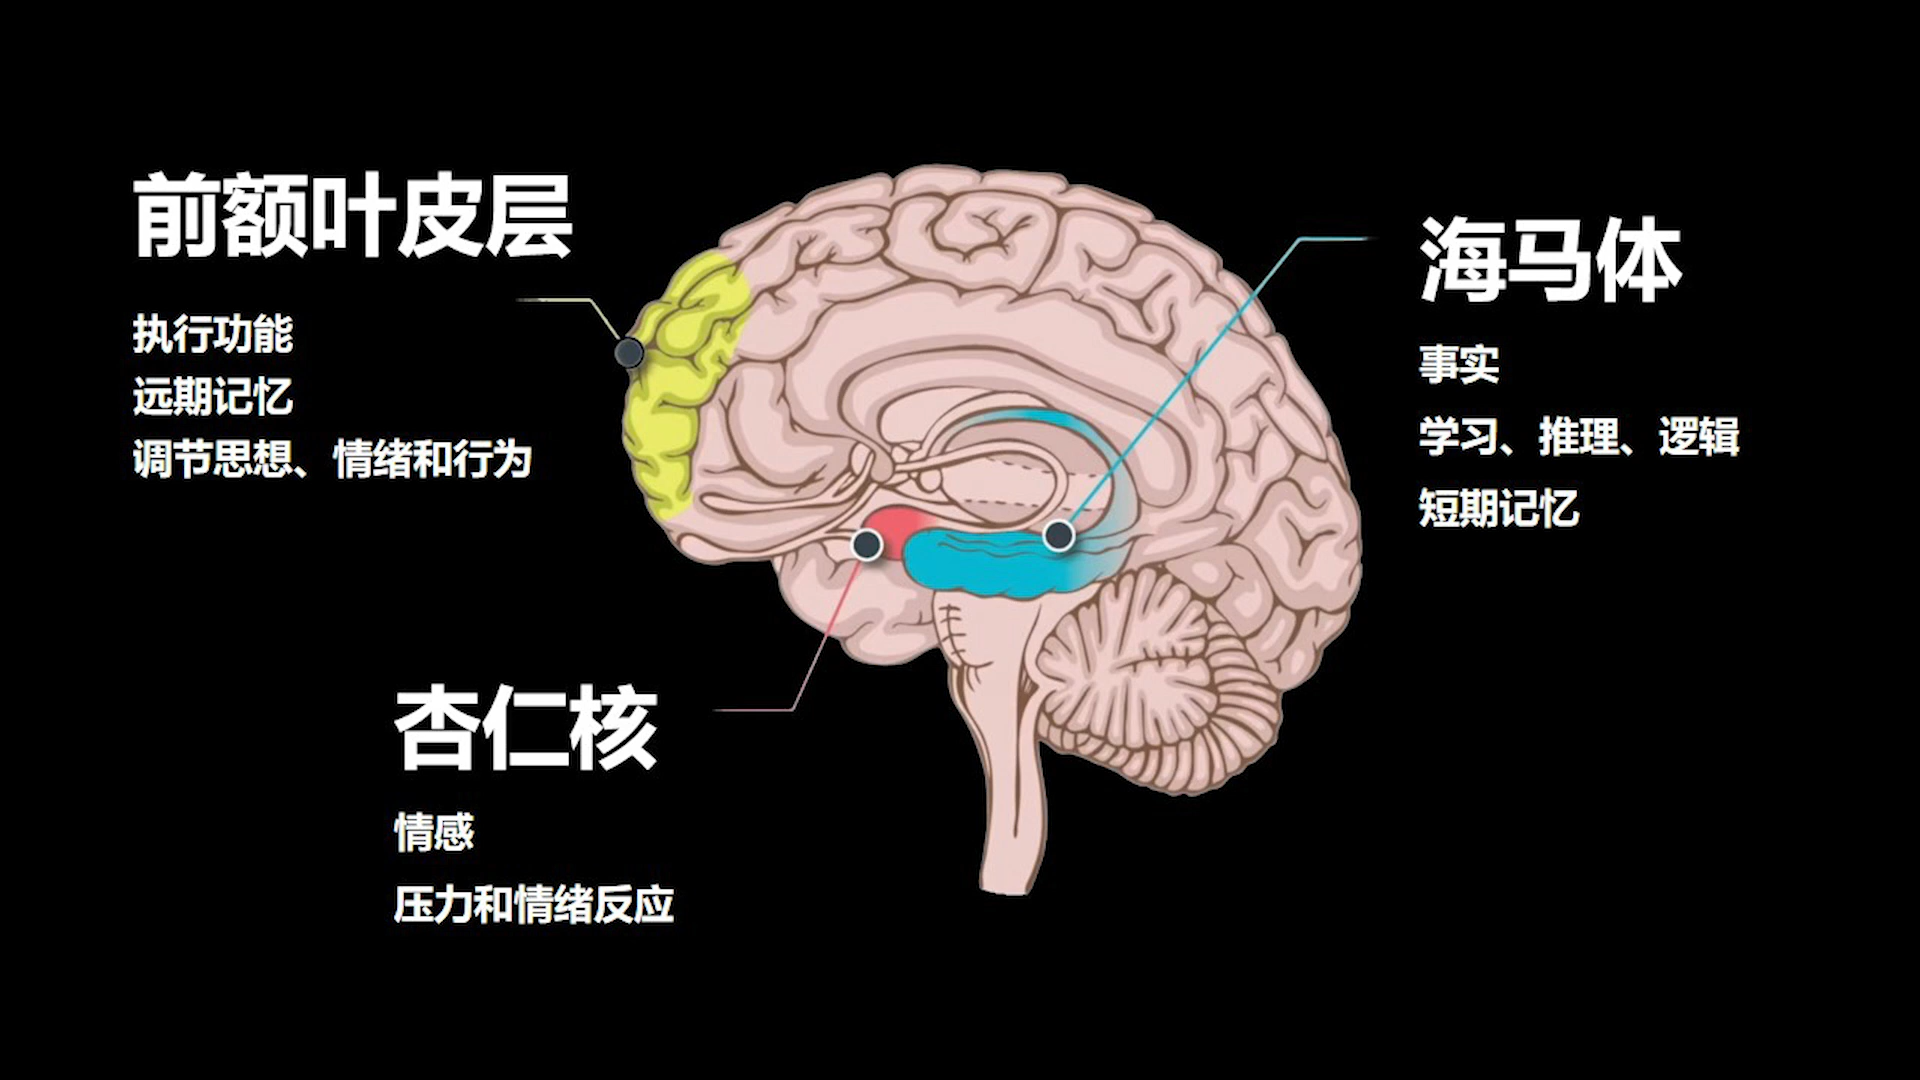 前额叶皮层
执行功能
远期记忆
调节思想、情绪和行为
海马体
事实
学习、推理、逻辑
短期记忆
杏仁核
情感
压力和情绪反应